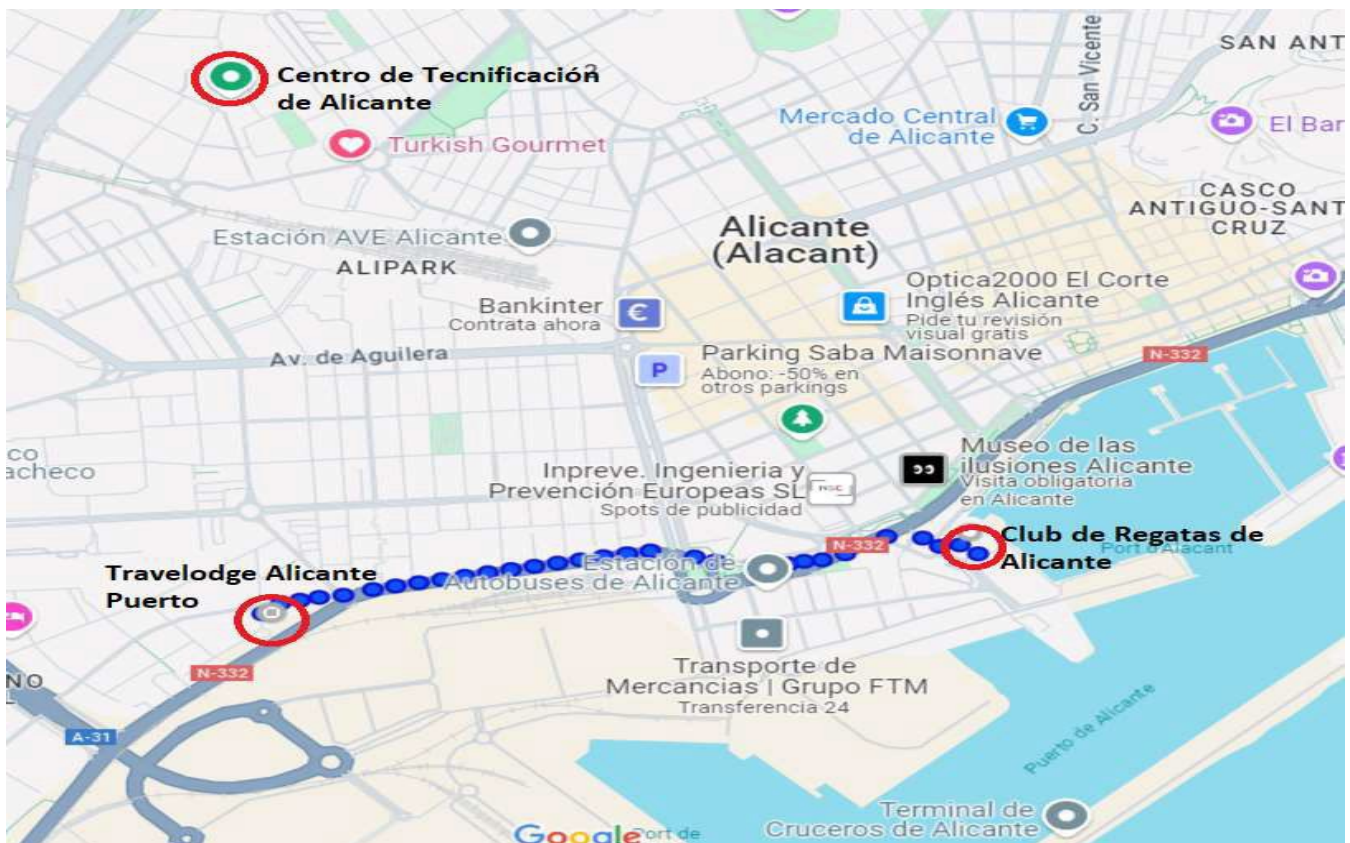 SAN ANT
C. San Vicente
Centro de Tecnificación
de Alicante
Mercado Central
de Alicante
El Bar
Turkish Gourmet
CASCO
ANTIGUO-SANT
CRUZ
Estación AVE Alicante
ALIPARK
Alicante
(Alacant)
Optica2000 El Corte
Inglés Alicante
Pide tu revisión
visual gratis
Bankinter
Contrata ahora
€
Av. de Aguilera
P
Parking Saba Maisonnave
Abono: -50% en
otros parkings
N-332
co
acheco
Museo de las
ilusiones Alicante
Visita obligatoria
en Alicante
Inpreve. Ingenieria y
Prevención Europeas SL
Spots de publicidad
N-332
Club de Regatas de
Alicante
Port d'Alacant
Estación de
Autobuses de Alicante
Travelodge Alicante
Puerto
N-332
NO
Transporte de
Mercancias | Grupo FTM
Transferencia 24
A-31
Puerto de Alicante
Terminal de
Cruceros de Alicante
Google
Port de